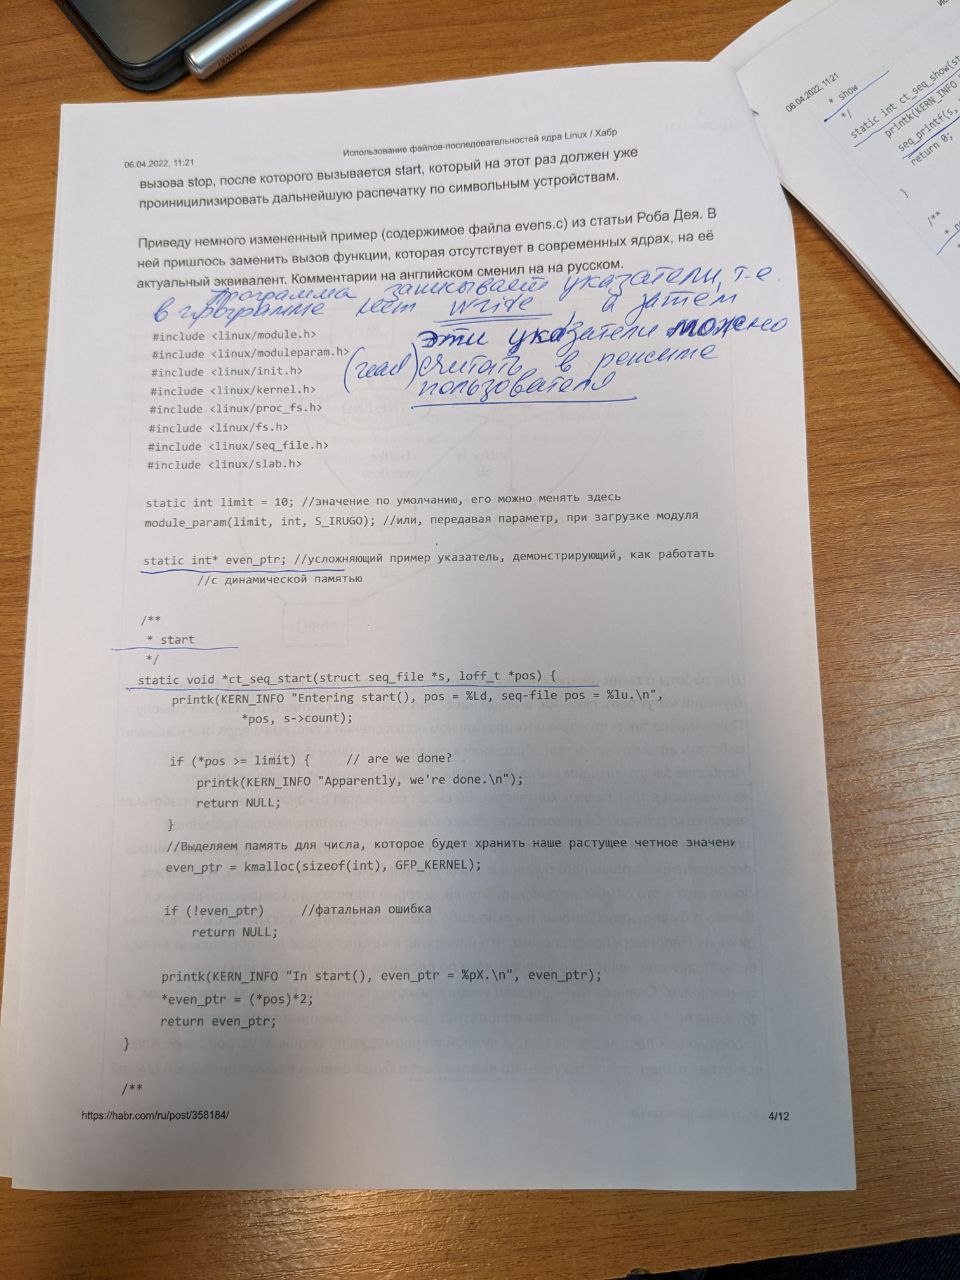 HUAWEI
06.04.2022, 11:21
Использование файлов-последовательностей ядра Linux / Хабр
вызова stop, после которого вызывается start, который на этот раз должен уже
проинициализировать дальнейшую распечатку по символьным устройствам.
Приведу немного измененный пример (содержимое файла evens.c) из статьи Роба Дея. В
ней пришлось заменить вызов функции, которая отсутствует в современных ядрах, на её
актуальный эквивалент. Комментарии на английском сменил на на русском.
Программа записывает указатели, т.е.
в программе нет write, а затем
эти указатели можно
(read) считать в режиме
пользователя
#include <linux/module.h>
#include <linux/moduleparam.h>
#include <linux/init.h>
#include <linux/kernel.h>
#include <linux/proc_fs.h>
#include <linux/fs.h>
#include <linux/seq_file.h>
#include <linux/slab.h>
static int limit = 10; //значение по умолчанию, его можно менять здесь
module_param(limit, int, S_IRUGO); //или, передавая параметр, при загрузке модуля
static int* even_ptr; //усложняющий пример указатель, демонстрирующий, как работать
//с динамической памятью
/**
* start
*/
static void *ct_seq_start(struct seq_file *s, loff_t *pos) {
printk(KERN_INFO "Entering start(), pos = %Ld, seq-file pos = %lu.\n",
*pos, s->count);
if (*pos >= limit) { // are we done?
printk(KERN_INFO "Apparently, we're done.\n");
return NULL;
}
//Выделяем память для числа, которое будет хранить наше растущее четное значени
even_ptr = kmalloc(sizeof(int), GFP_KERNEL);
if (!even_ptr) //фатальная ошибка
return NULL;
printk(KERN_INFO "In start(), even_ptr = %pX.\n", even_ptr);
*even_ptr = (*pos)*2;
return even_ptr;
}
/**
https://habr.com/ru/post/358184/
4/12
06.04.2022, 11:21
* show
*/
static int ct_seq_show(st
printk(KERN_INFO
seq_printf(s,
return 0;
}
/**